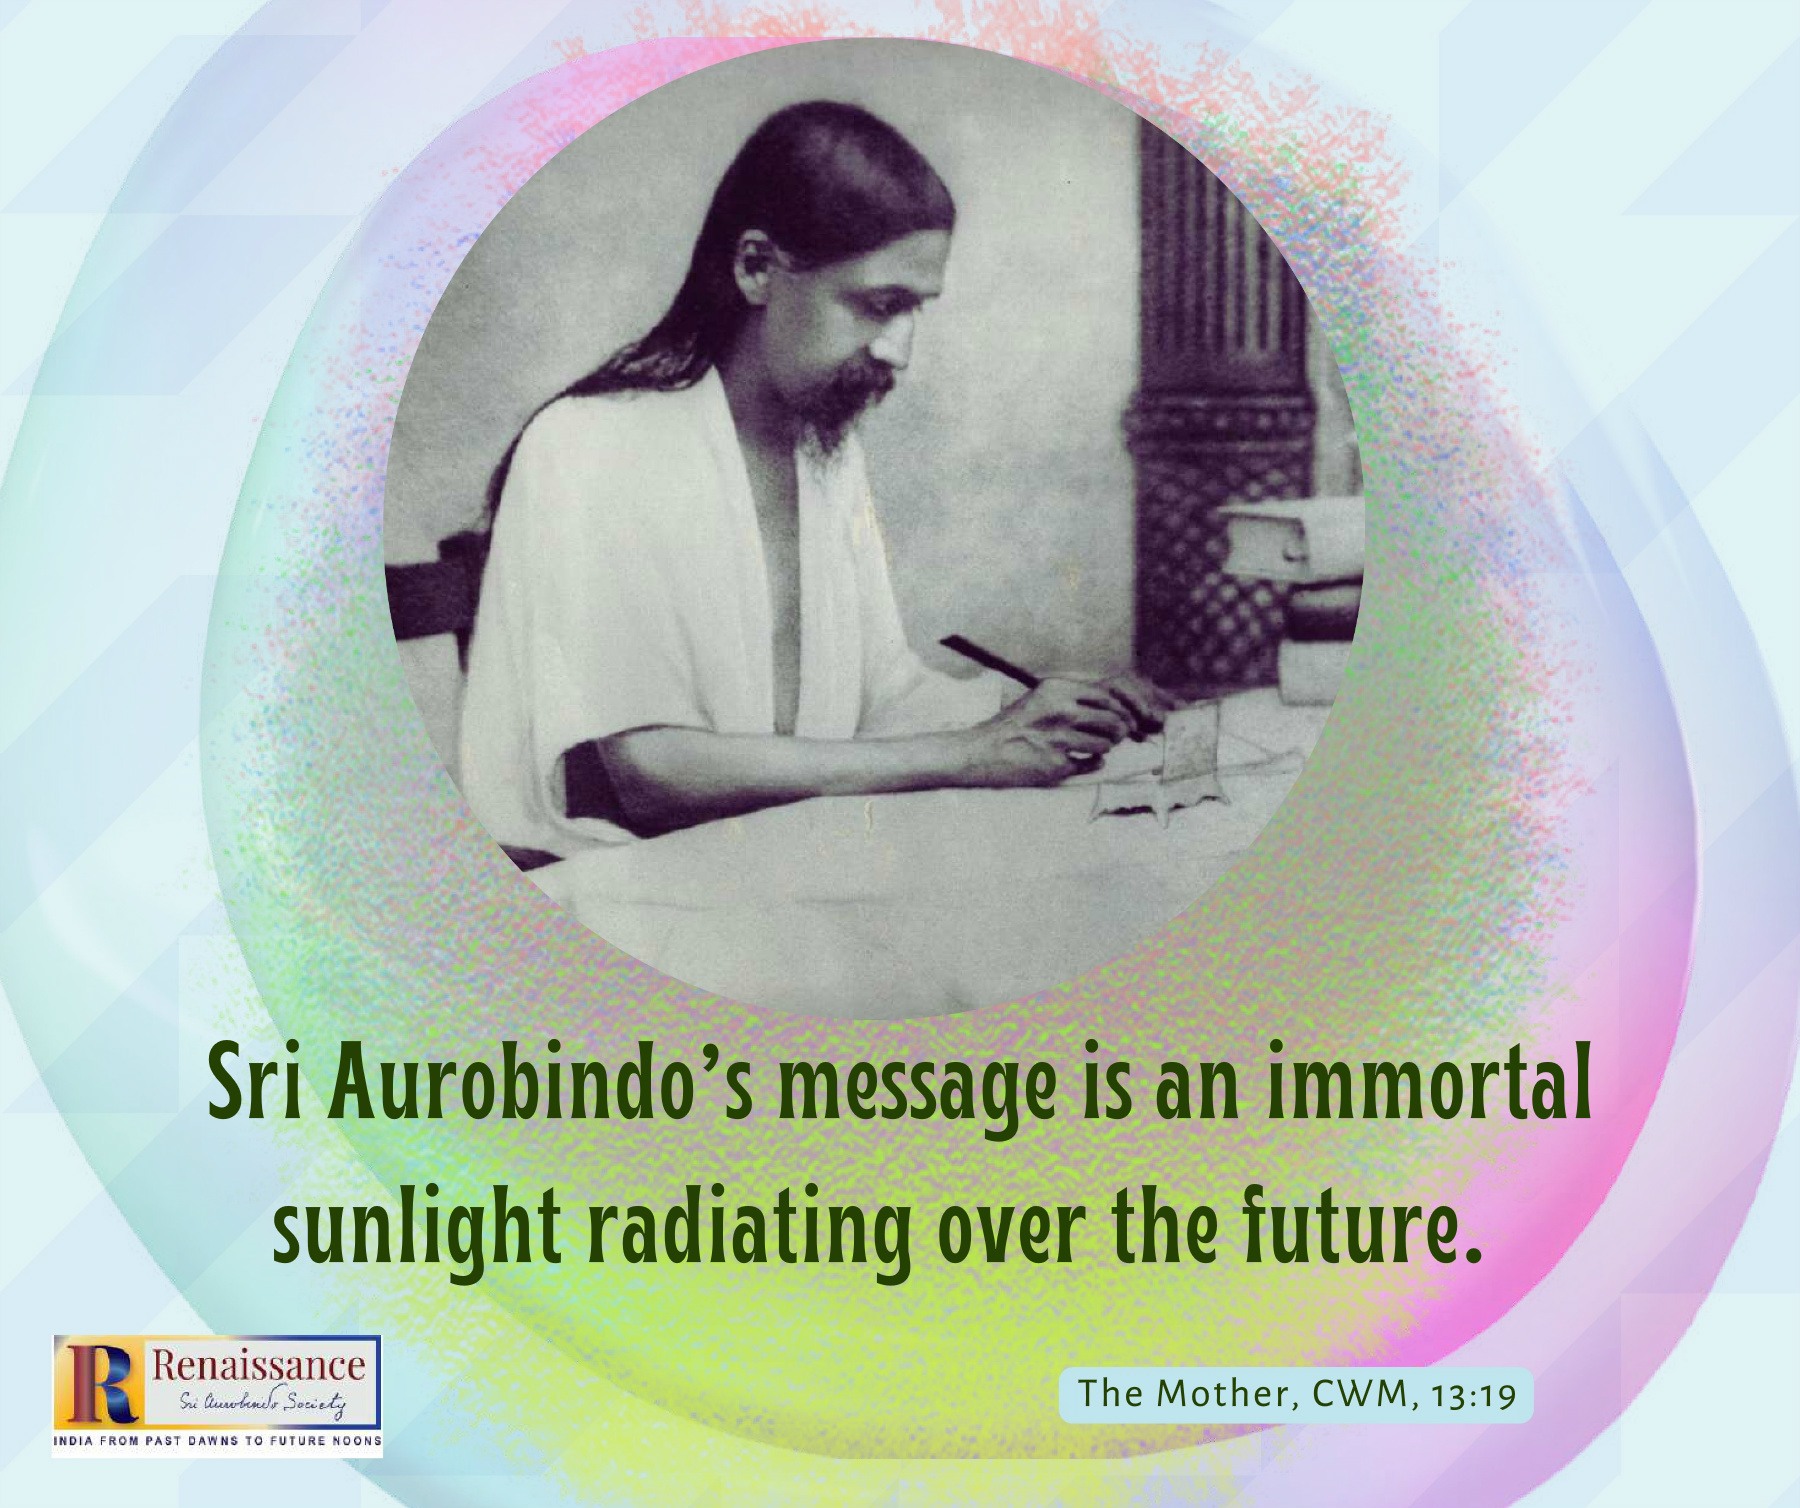 Sri Aurobindo’s message is an immortal
sunlight radiating over the future.
The Mother, CWM, 13:19
R Renaissance
Sri Aurobindo Society
INDIA FROM PAST DAWNS TO FUTURE NOONS